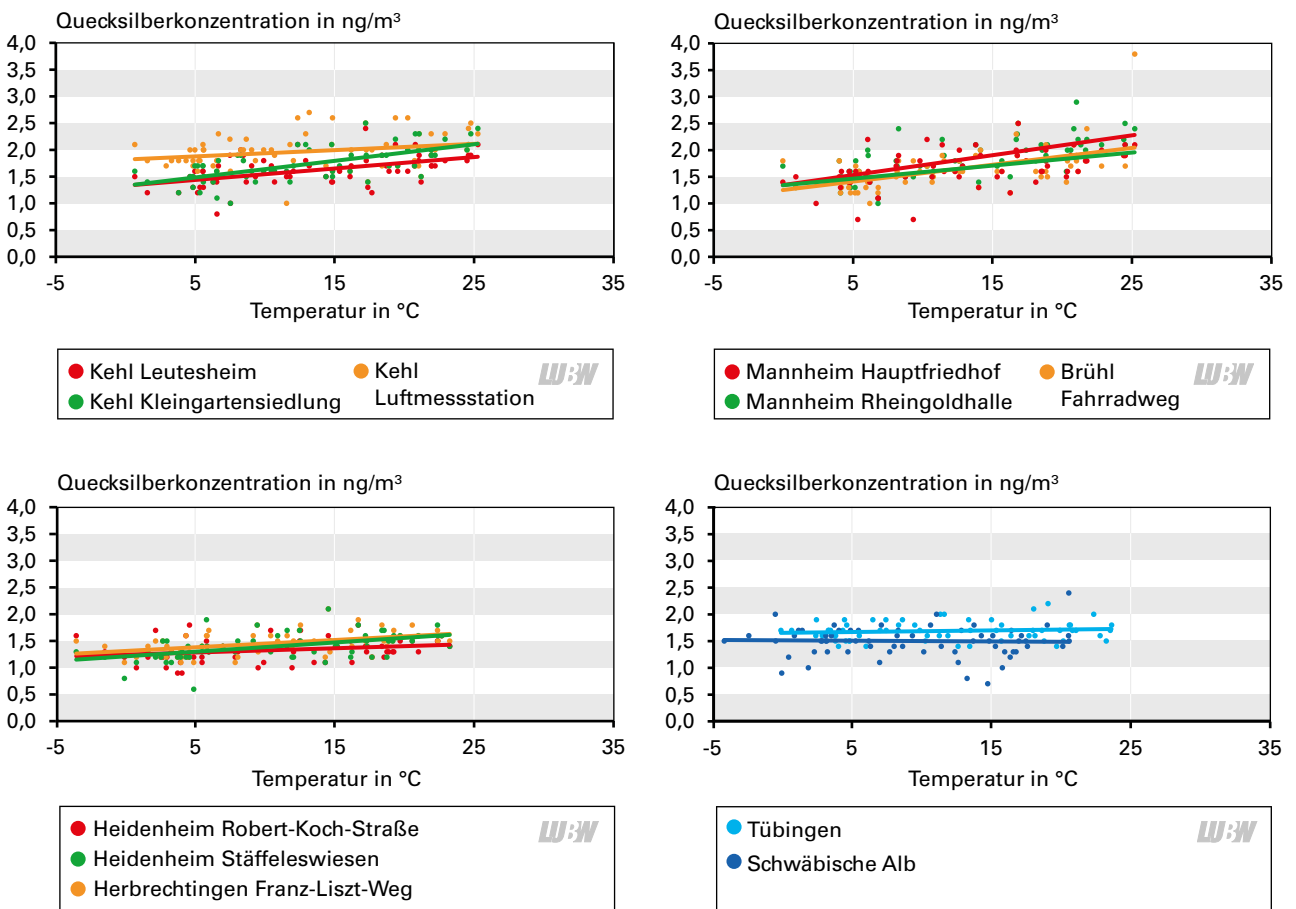 Quecksilberkonzentration in ng/m³
4,0
3,5
3,0
2,5
2,0
1,5
1,0
0,5
0,0
-5 5 15 25 35
Temperatur in °C
Kehl Leutesheim
Kehl Kleingartensiedlung
Kehl
Luftmessstation
LUBW
Quecksilberkonzentration in ng/m³
4,0
3,5
3,0
2,5
2,0
1,5
1,0
0,5
0,0
-5 5 15 25 35
Temperatur in °C
Mannheim Hauptfriedhof
Mannheim Rheingoldhalle
Brühl
Fahrradweg
LUBW
Quecksilberkonzentration in ng/m³
4,0
3,5
3,0
2,5
2,0
1,5
1,0
0,5
0,0
-5 5 15 25 35
Temperatur in °C
Heidenheim Robert-Koch-Straße
Heidenheim Stäffeleswiesen
Herbrechtingen Franz-Liszt-Weg
LUBW
Quecksilberkonzentration in ng/m³
4,0
3,5
3,0
2,5
2,0
1,5
1,0
0,5
0,0
-5 5 15 25 35
Temperatur in °C
Tübingen
Schwäbische Alb
LUBW